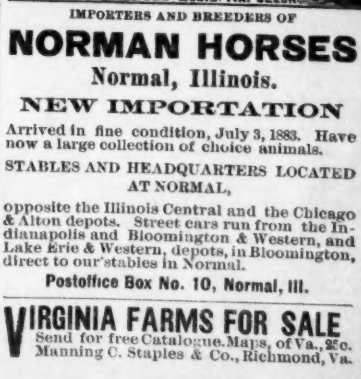 IMPORTERS AND BREEDERS OF
NORMAN HORSES
Normal, Illinois.
NEW IMPORTATION
Arrived in fine condition, July 3, 1883. Have
now a large collection of choice animals.
STABLES AND HEADQUARTERS LOCATED
AT NORMAL,
opposite the Illinois Central and the Chicago
& Alton depots. Street cars run from the In-
dianapolis and Bloomington & Western, and
Lake Erie & Western, depots, in Bloomington,
direct to our stables in Normal.
Postoffice Box No. 10, Normal, Ill.
VIRGINIA FARMS FOR SALE
Send for free Catalogue. Maps, of Va., &c.
Manning C. Staples & Co., Richmond, Va.